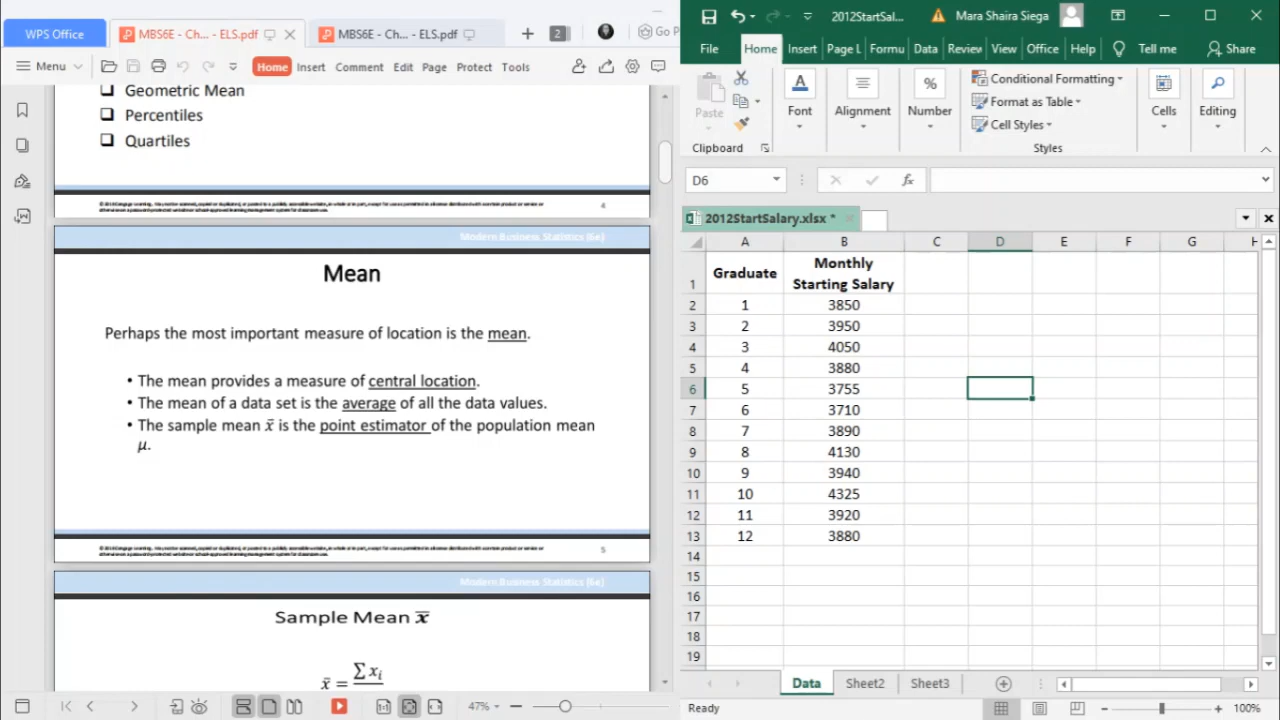 WPS Office
MBS6E - Ch... - ELS.pdf
MBS6E - Ch... - ELS.pdf
2
Go P
Menu
Home Insert Comment Edit Page Protect Tools
Geometric Mean
Percentiles
Quartiles
4
Modern Business Statistics (6e)
Mean
Perhaps the most important measure of location is the mean.
• The mean provides a measure of central location.
• The mean of a data set is the average of all the data values.
• The sample mean x̄ is the point estimator of the population mean
μ.
5
Modern Business Statistics (6e)
Sample Mean x̄
x̄ = ∑ xᵢ
47%
2012StartSal... Mara Shaira Siega
File Home Insert Page L Formu Data Review View Office Help Tell me Share
Paste
Clipboard
Font
Alignment
%
Number
Conditional Formatting
Format as Table
Cell Styles
Styles
Cells
Editing
D6 fx
2012StartSalary.xlsx *
A B C D E F G H
1 Graduate Monthly
Starting Salary
2 1 3850
3 2 3950
4 3 4050
5 4 3880
6 5 3755
7 6 3710
8 7 3890
9 8 4130
10 9 3940
11 10 4325
12 11 3920
13 12 3880
14
15
16
17
18
19
Data Sheet2 Sheet3
Ready 100%